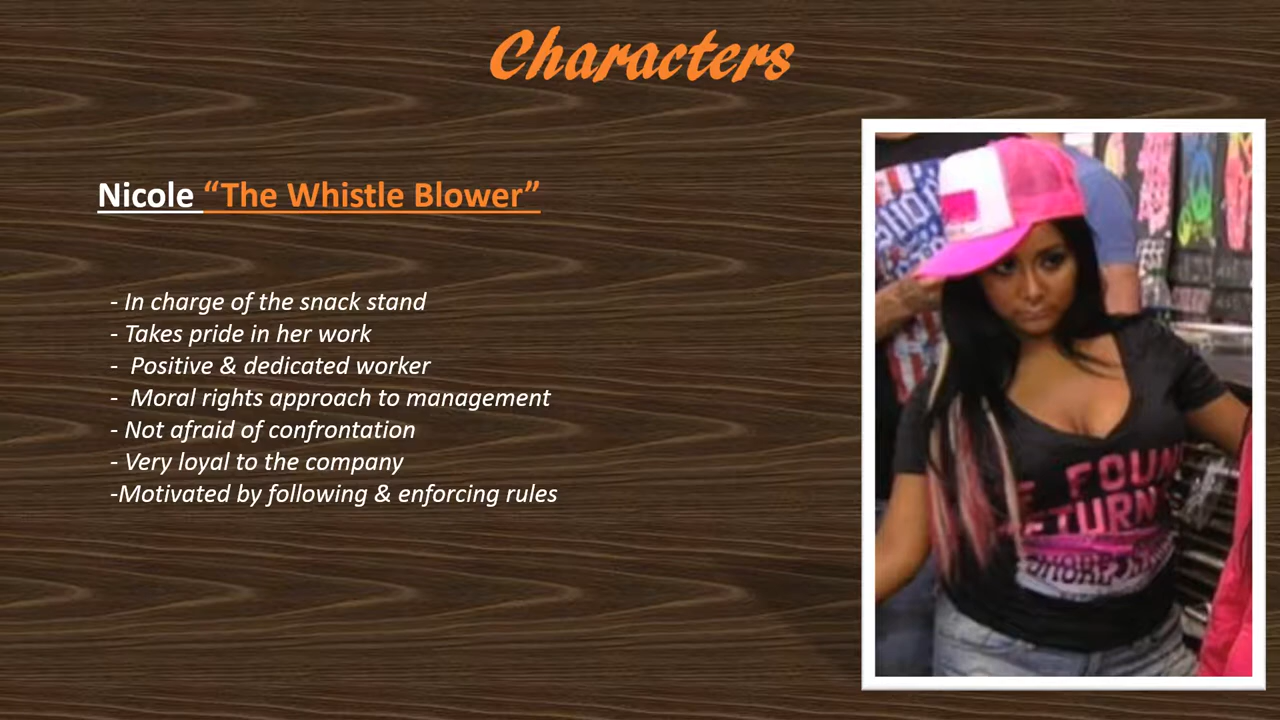 Characters
Nicole “The Whistle Blower”
- In charge of the snack stand
- Takes pride in her work
-  Positive & dedicated worker
-  Moral rights approach to management
- Not afraid of confrontation
- Very loyal to the company
-Motivated by following & enforcing rules
F FOUN
ETURN